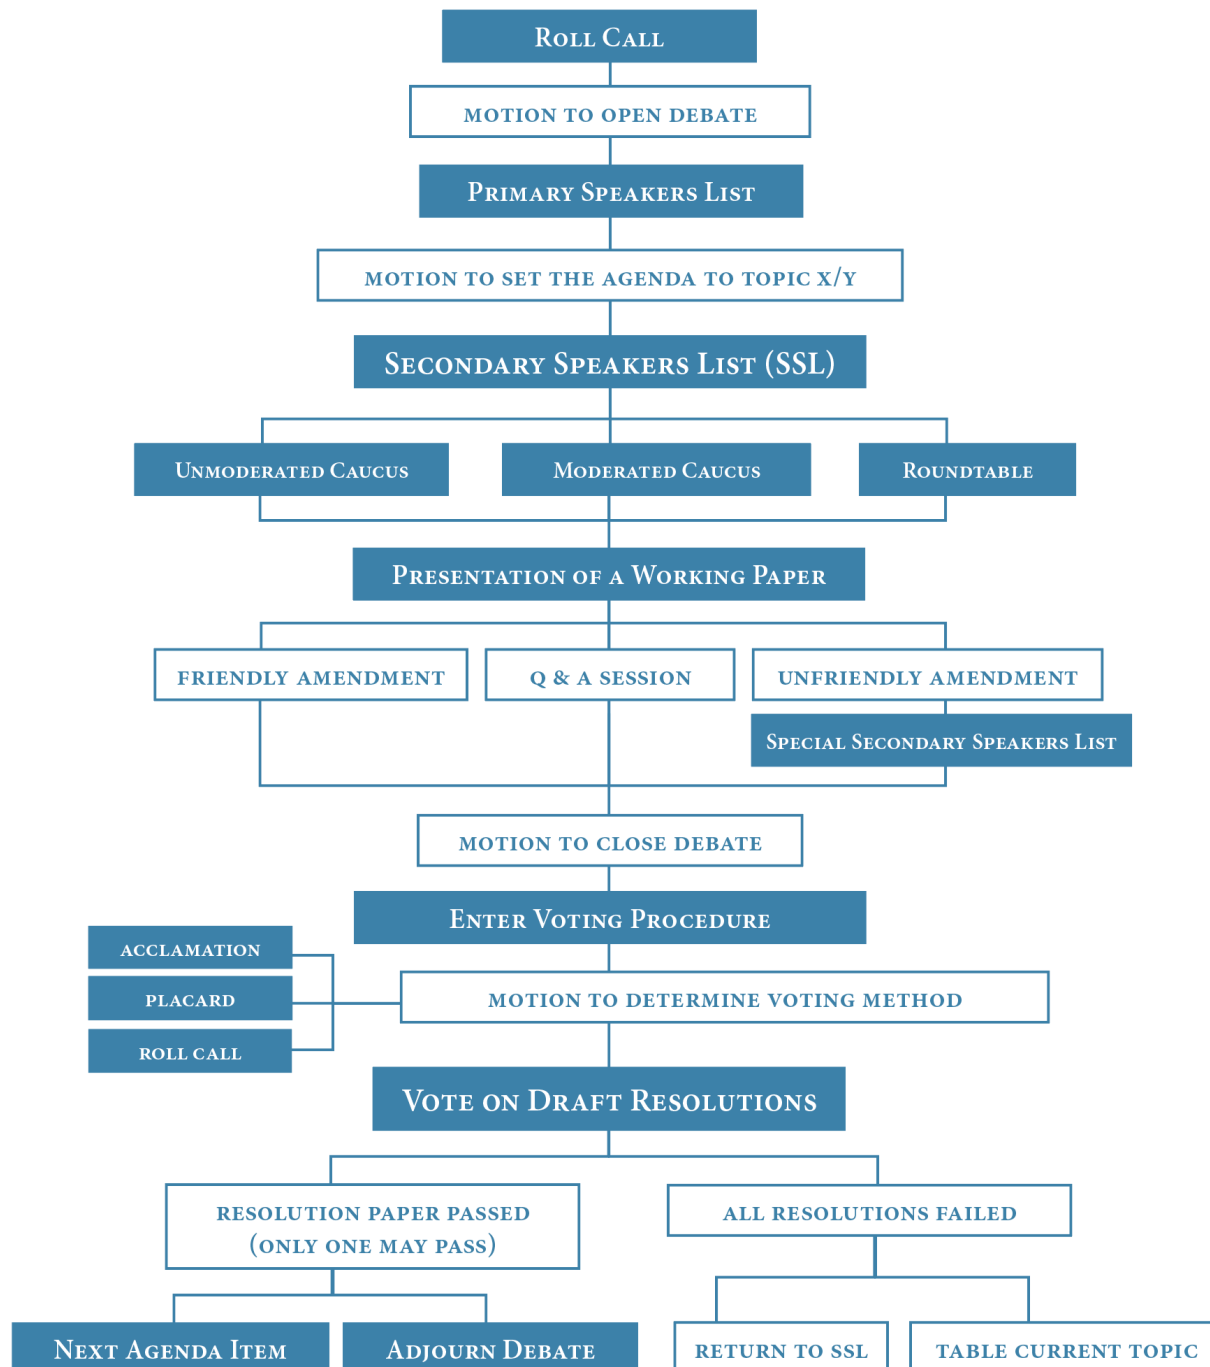 Roll Call
MOTION TO OPEN DEBATE
Primary Speakers List
MOTION TO SET THE AGENDA TO TOPIC X/Y
Secondary Speakers List (SSL)
Unmoderated Caucus
Moderated Caucus
Roundtable
Presentation of a Working Paper
FRIENDLY AMENDMENT
Q & A SESSION
UNFRIENDLY AMENDMENT
Special Secondary Speakers List
MOTION TO CLOSE DEBATE
Enter Voting Procedure
ACCLAMATION
PLACARD
ROLL CALL
MOTION TO DETERMINE VOTING METHOD
Vote on Draft Resolutions
RESOLUTION PAPER PASSED
(ONLY ONE MAY PASS)
ALL RESOLUTIONS FAILED
Next Agenda Item
Adjourn Debate
RETURN TO SSL
TABLE CURRENT TOPIC